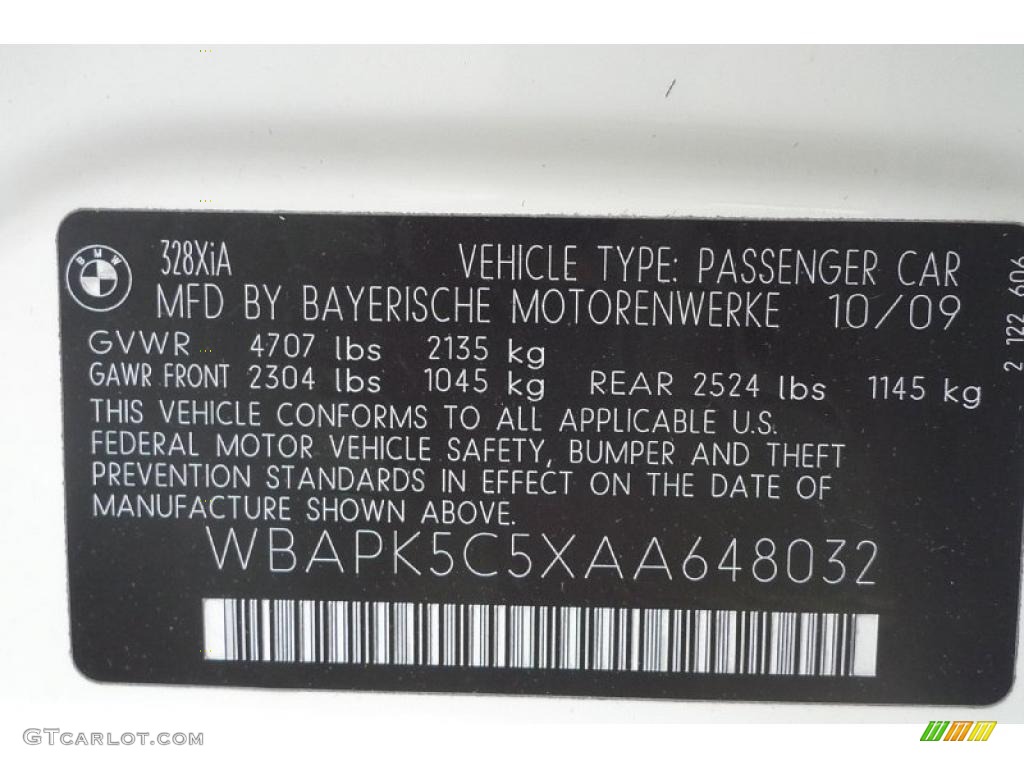 BMW
328XiA VEHICLE TYPE: PASSENGER CAR
MFD BY BAYERISCHE MOTORENWERKE 10/09
GVWR 4707 lbs 2135 kg
GAWR FRONT 2304 lbs 1045 kg REAR 2524 lbs 1145 kg
THIS VEHICLE CONFORMS TO ALL APPLICABLE U.S.
FEDERAL MOTOR VEHICLE SAFETY, BUMPER AND THEFT
PREVENTION STANDARDS IN EFFECT ON THE DATE OF
MANUFACTURE SHOWN ABOVE.
WBAPK5C5XAA648032
2 122 606
GTCARLOT.COM